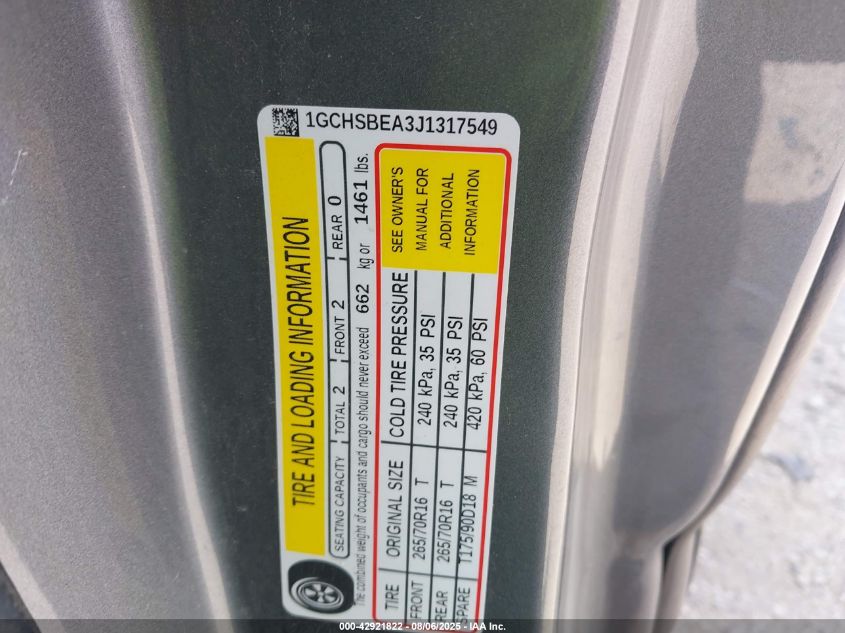 1GCHSBEA3J1317549
TIRE AND LOADING INFORMATION
SEATING CAPACITY TOTAL 2 FRONT 2 REAR 0
The combined weight of occupants and cargo should never exceed 662 kg or 1461 lbs.
TIRE ORIGINAL SIZE COLD TIRE PRESSURE
FRONT 265/70R16 T 240 kPa, 35 PSI
REAR 265/70R16 T 240 kPa, 35 PSI
SPARE T175/90D18 M 420 kPa, 60 PSI
SEE OWNER'S
MANUAL FOR
ADDITIONAL
INFORMATION
000-42921822 - 08/06/2025 - IAA Inc.